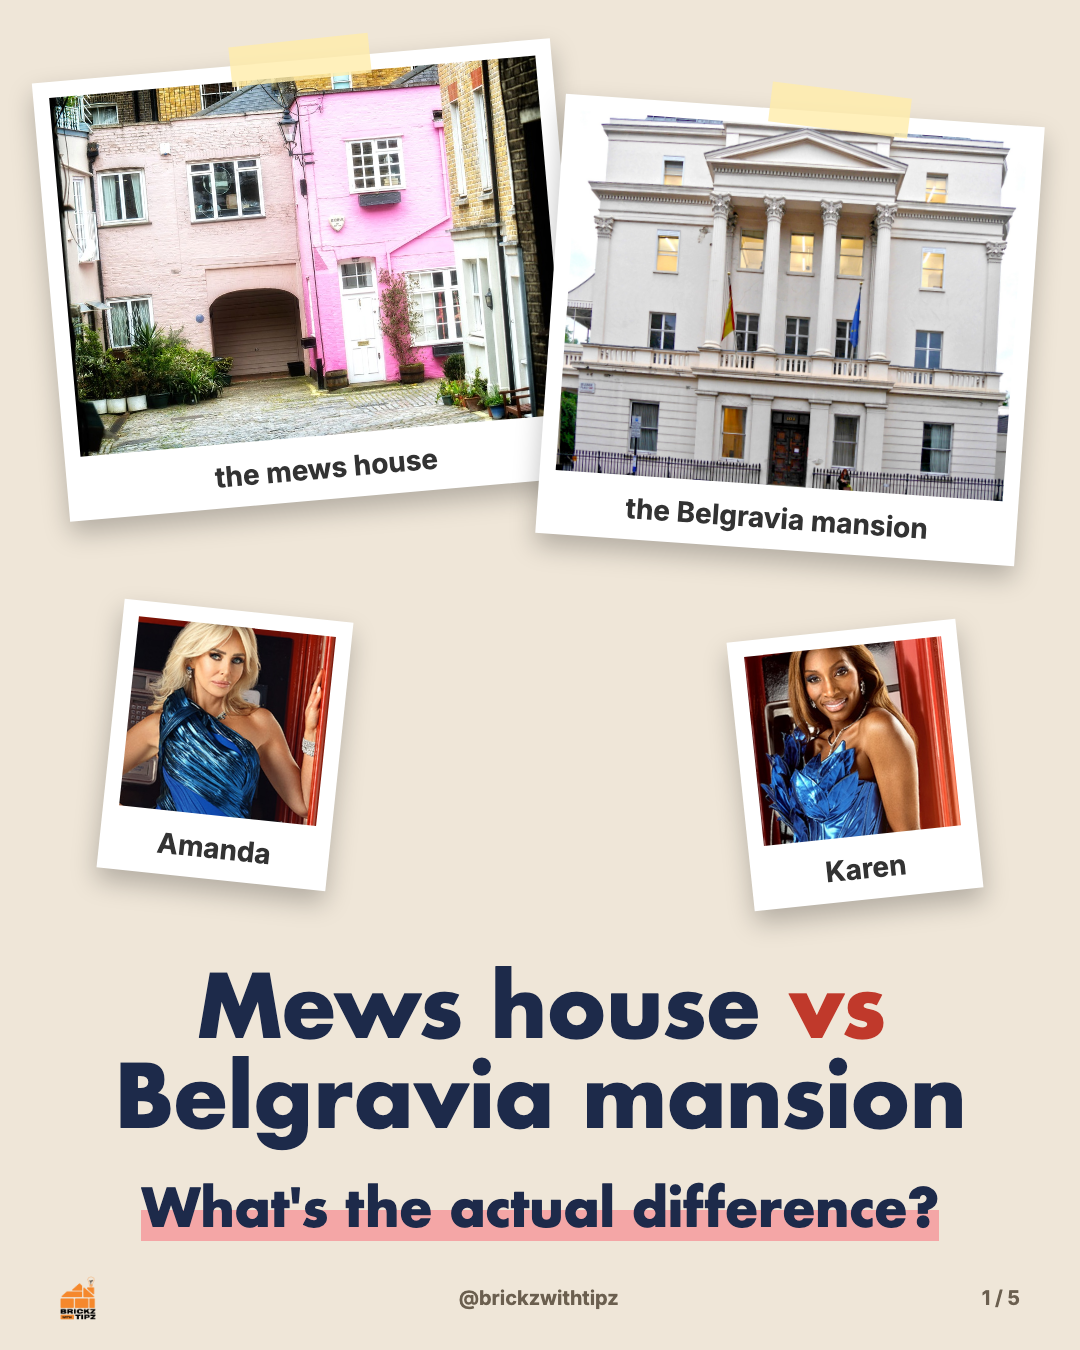 the mews house
the Belgravia mansion
Amanda
Karen
Mews house vs
Belgravia mansion
What's the actual difference?
BRICKZ
WITH TIPZ
@brickzwithtipz
1 / 5